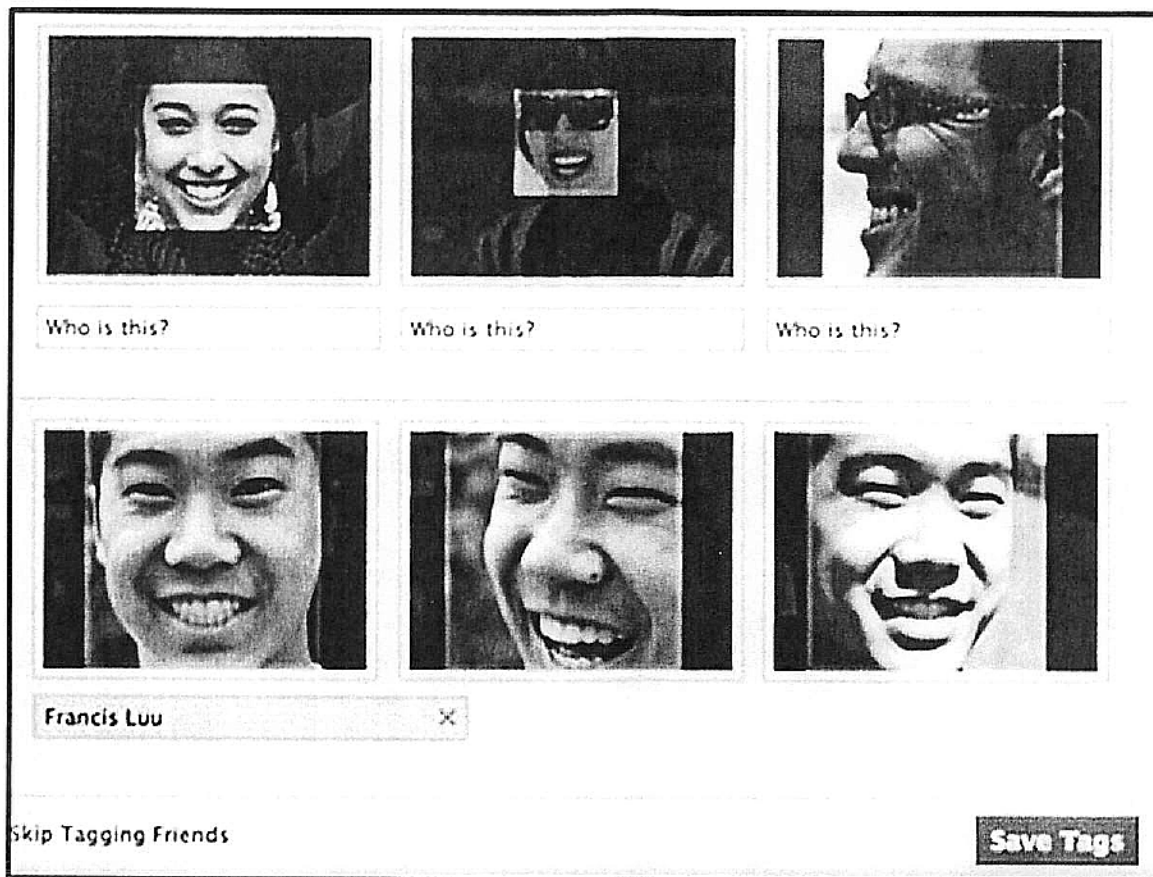 Who is this?
Who is this?
Who is this?
Francis Luu ×
Skip Tagging Friends
Save Tags